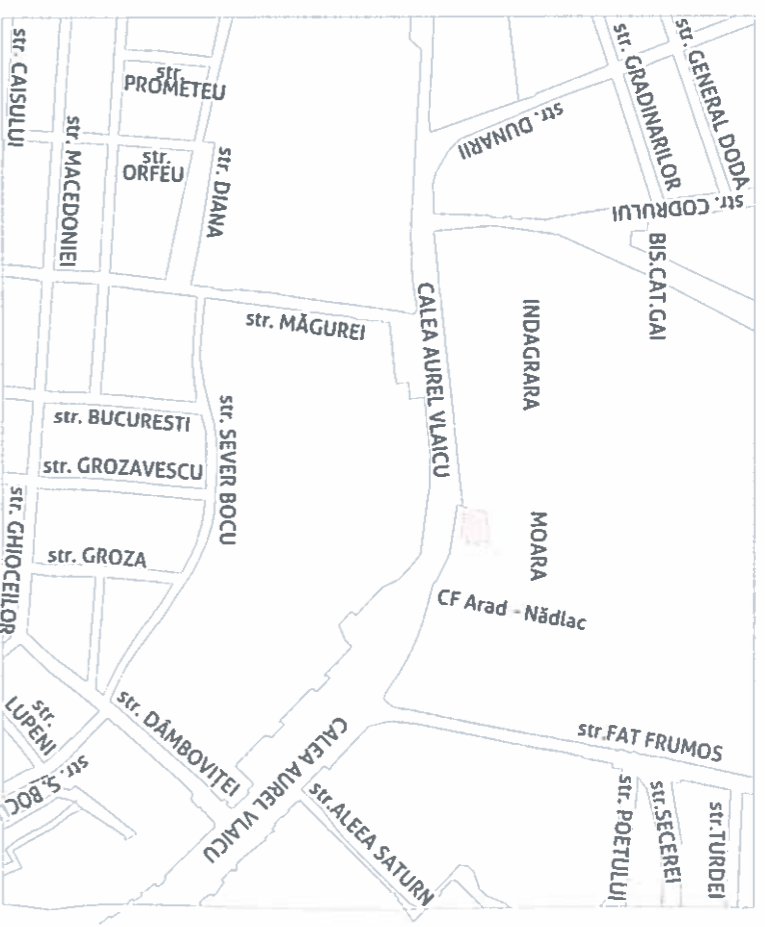 str. CAISULUI
str. MACEDONIEI
str.
PROMETEU
str.
ORFEU
str. DIANA
str. DUNARII
str. GRADINARILOR
str. GENERAL DODA
str. CODRULUI
BIS.CAT.GAI
str. MĂGUREI
CALEA AUREL VLAICU
INDAGRARA
str. BUCURESTI
str. GROZAVESCU
str. SEVER BOCU
str. GHIOCEILOR
str. GROZA
MOARA
CF Arad - Nădlac
str.
LUPENI
str. S. BOCU
str. DÂMBOVIȚEI
CALEA AUREL VLAICU
str.ALEEA SATURN
str.FAT FRUMOS
str. POETULUI
str.SECEREI
str.TURDEI